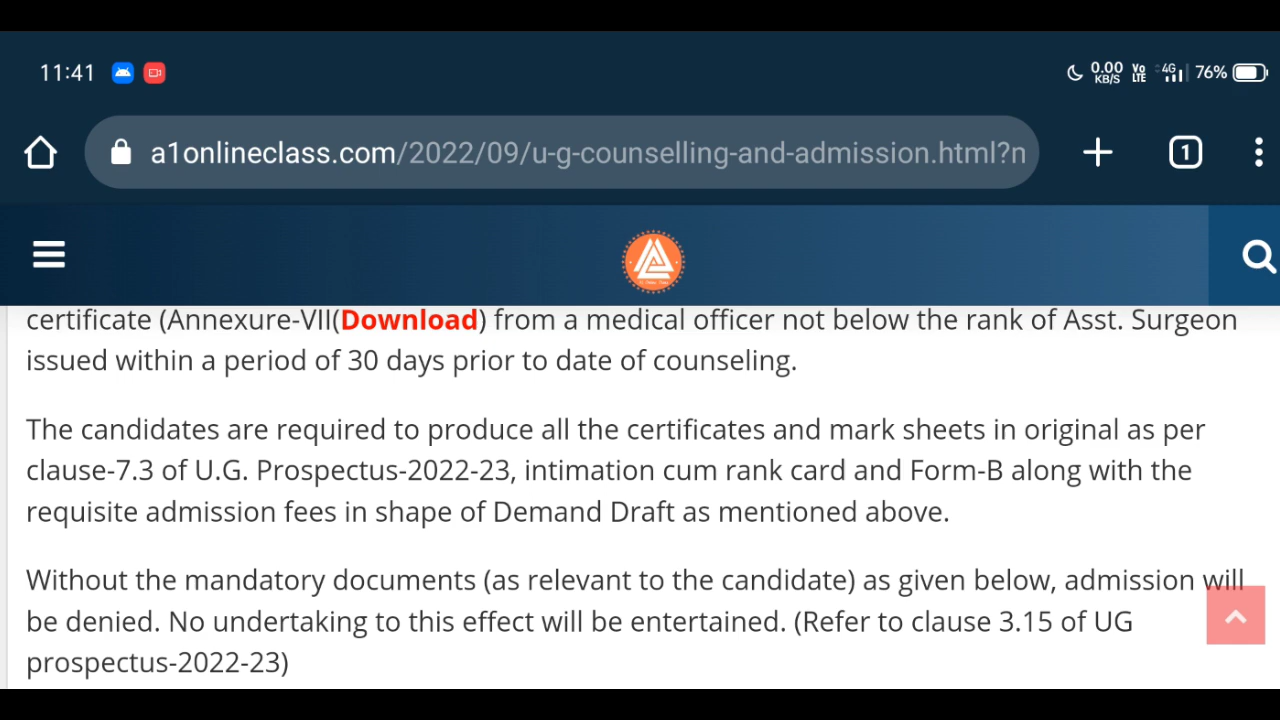 11:41
0.00 KB/S Vo LTE 4G 76%
a1onlineclass.com/2022/09/u-g-counselling-and-admission.html?n
1
certificate (Annexure-VII(Download) from a medical officer not below the rank of Asst. Surgeon
issued within a period of 30 days prior to date of counseling.
The candidates are required to produce all the certificates and mark sheets in original as per
clause-7.3 of U.G. Prospectus-2022-23, intimation cum rank card and Form-B along with the
requisite admission fees in shape of Demand Draft as mentioned above.
Without the mandatory documents (as relevant to the candidate) as given below, admission will
be denied. No undertaking to this effect will be entertained. (Refer to clause 3.15 of UG
prospectus-2022-23)